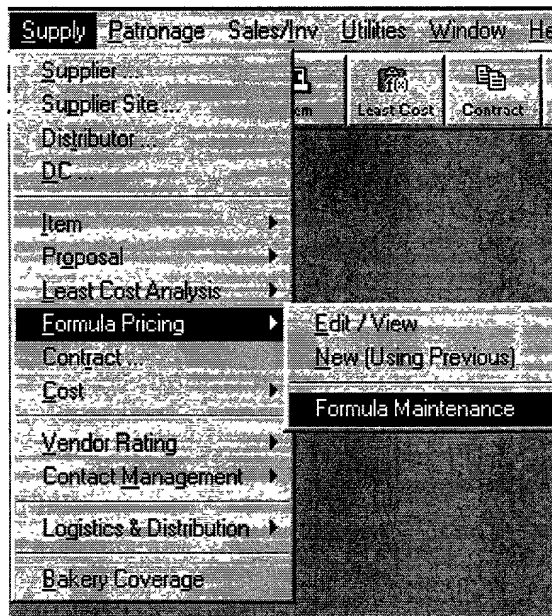 Supply Patronage Sales/Inv Utilities Window He
Supplier ...
Supplier Site ...
Distributor ...
DC ...
Least Cost Contract
Item
Proposal
Least Cost Analysis
Formula Pricing
Edit / View
New (Using Previous)
Formula Maintenance
Contract ...
Cost
Vendor Rating
Contact Management
Logistics & Distribution
Bakery Coverage